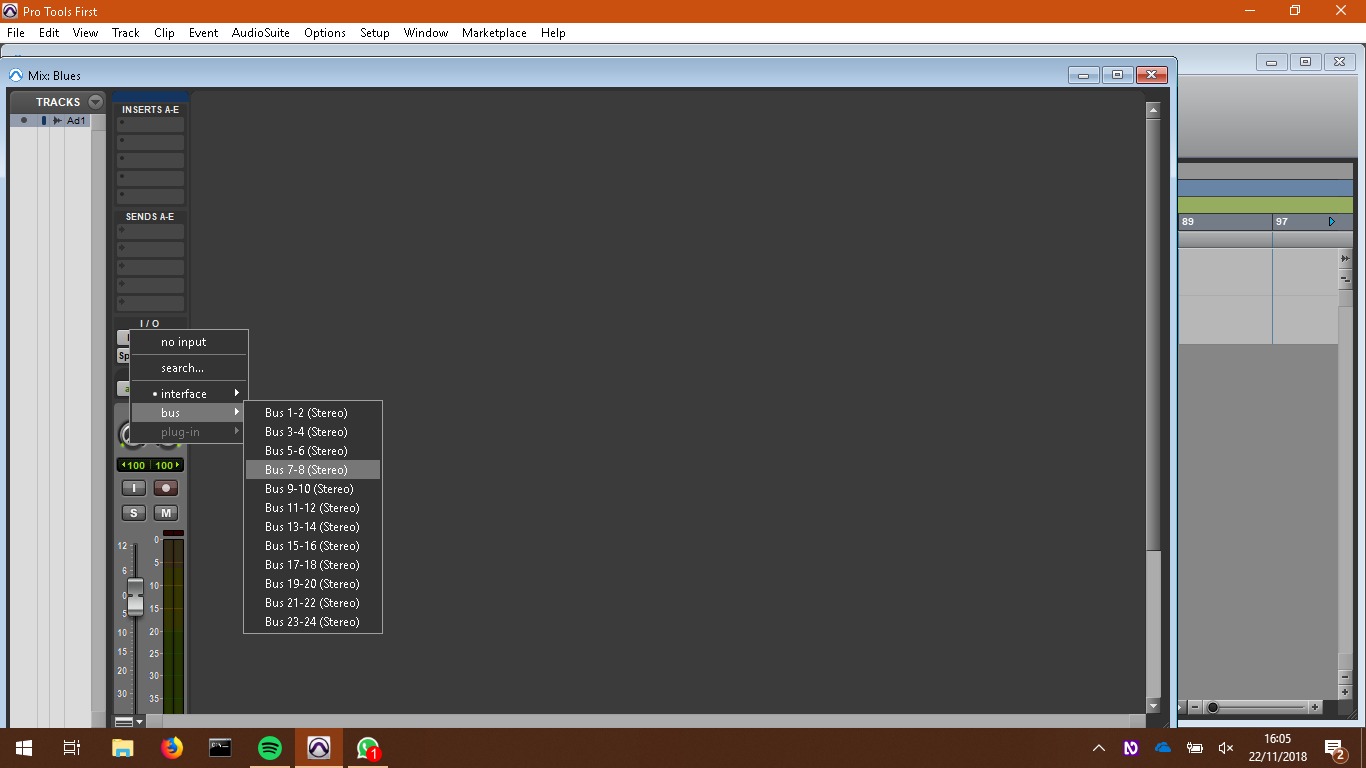 Pro Tools First
File Edit View Track Clip Event AudioSuite Options Setup Window Marketplace Help
Mix: Blues
TRACKS
Ad1
INSERTS A-E
SENDS A-E
I / O
no input
search...
interface
bus
plug-in
Bus 1-2 (Stereo)
Bus 3-4 (Stereo)
Bus 5-6 (Stereo)
Bus 7-8 (Stereo)
Bus 9-10 (Stereo)
Bus 11-12 (Stereo)
Bus 13-14 (Stereo)
Bus 15-16 (Stereo)
Bus 17-18 (Stereo)
Bus 19-20 (Stereo)
Bus 21-22 (Stereo)
Bus 23-24 (Stereo)
Sp
100 100
I
S M
12
6
0
5
10
15
20
30
0
5
10
15
20
25
30
35
89 97
1
16:05
22/11/2018
2